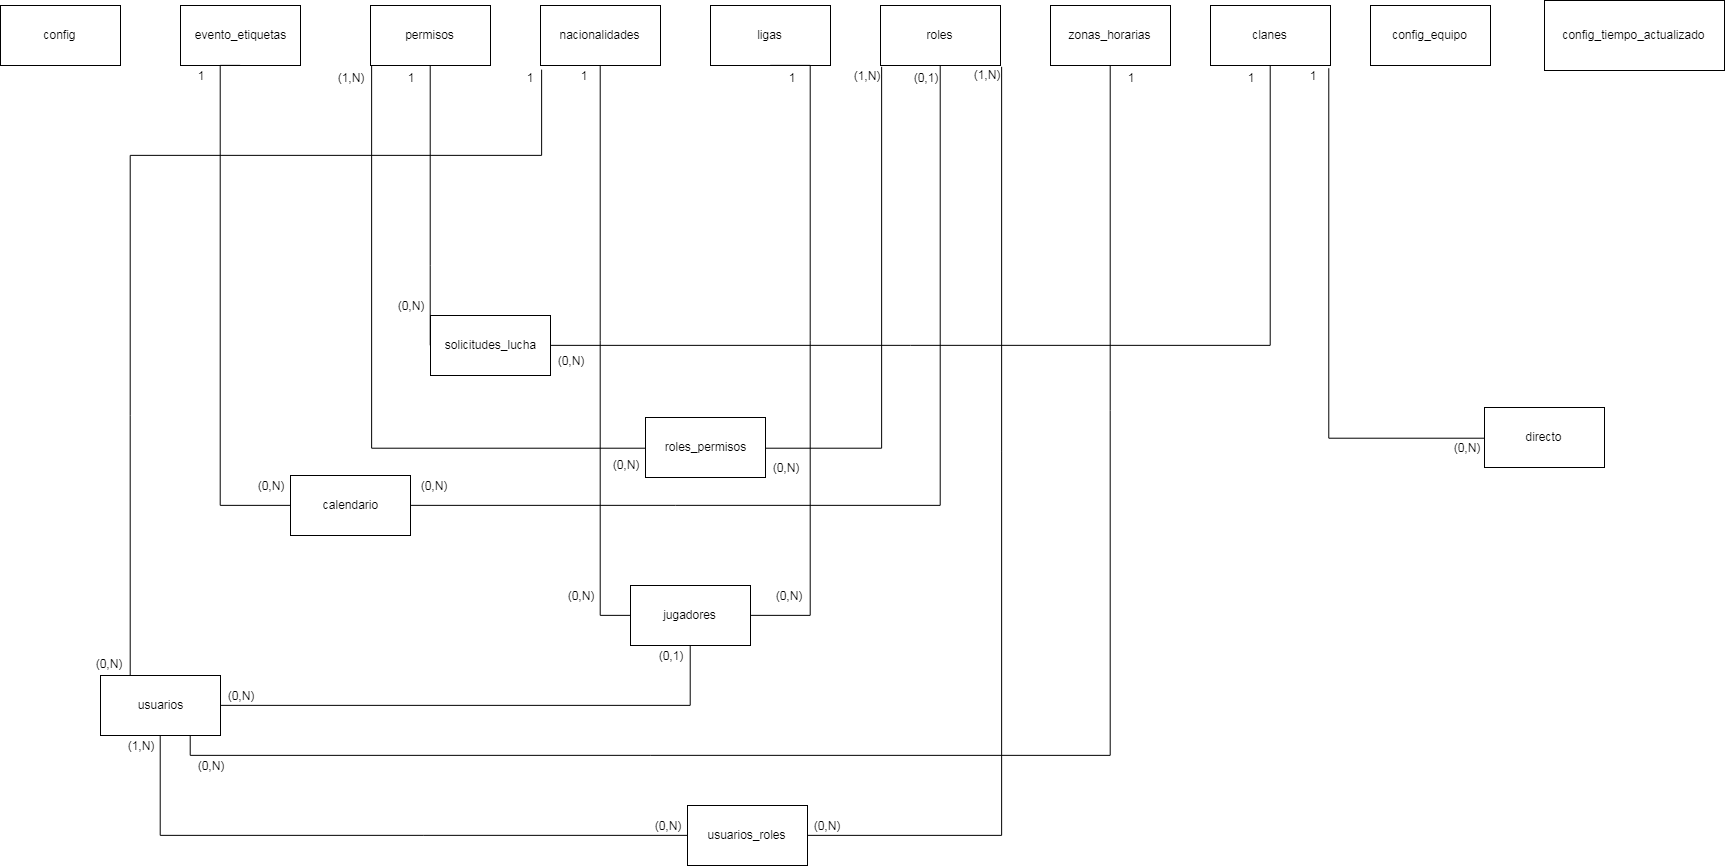 config
evento_etiquetas
permisos
nacionalidades
ligas
roles
zonas_horarias
clanes
config_equipo
config_tiempo_actualizado
1
(1,N)
1
1
1
1
(1,N)
(0,1)
(1,N)
1
1
1
(0,N)
solicitudes_lucha
(0,N)
roles_permisos
(0,N)
(0,N)
directo
(0,N)
(0,N)
calendario
(0,N)
(0,N)
jugadores
(0,N)
(0,1)
(0,N)
usuarios
(0,N)
(1,N)
(0,N)
(0,N)
usuarios_roles
(0,N)